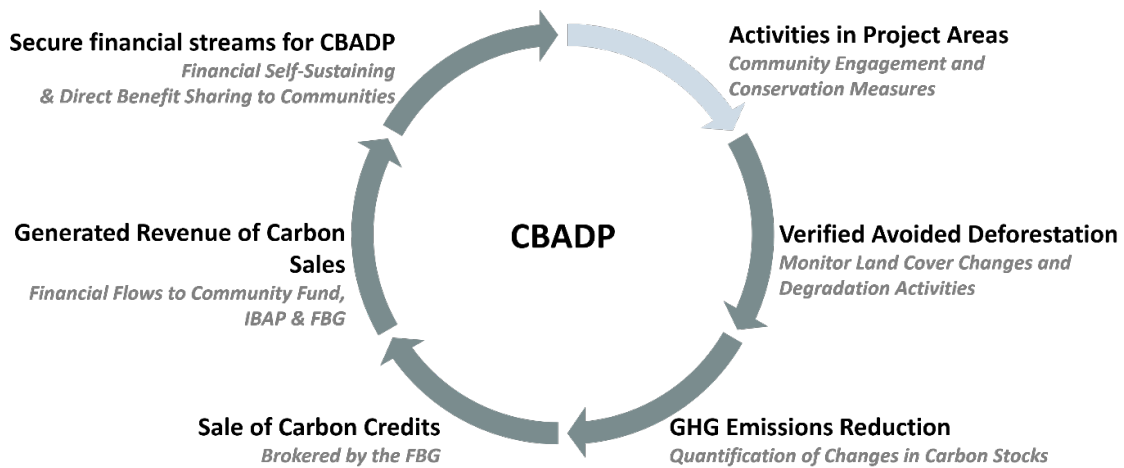 Secure financial streams for CBADP
Financial Self-Sustaining
& Direct Benefit Sharing to Communities
Activities in Project Areas
Community Engagement and
Conservation Measures
Generated Revenue of Carbon
Sales
Financial Flows to Community Fund,
IBAP & FBG
CBADP
Verified Avoided Deforestation
Monitor Land Cover Changes and
Degradation Activities
Sale of Carbon Credits
Brokered by the FBG
GHG Emissions Reduction
Quantification of Changes in Carbon Stocks